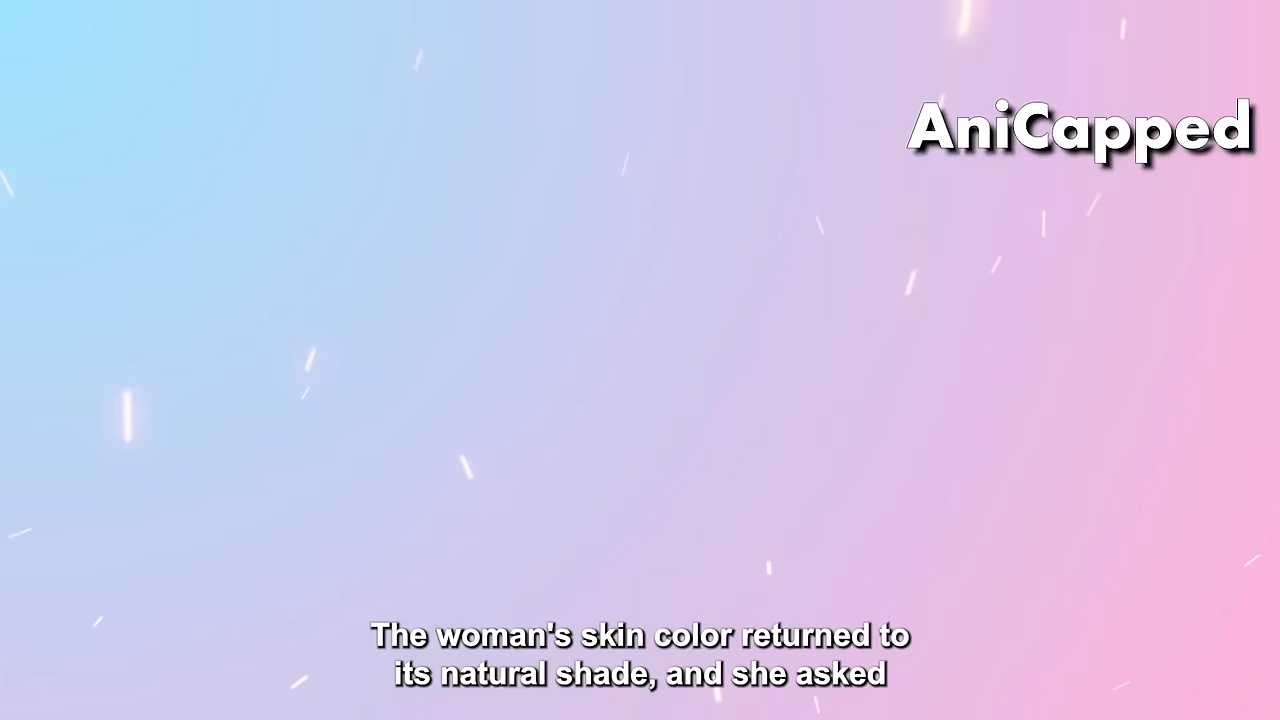 AniCapped
The woman's skin color returned to
its natural shade, and she asked